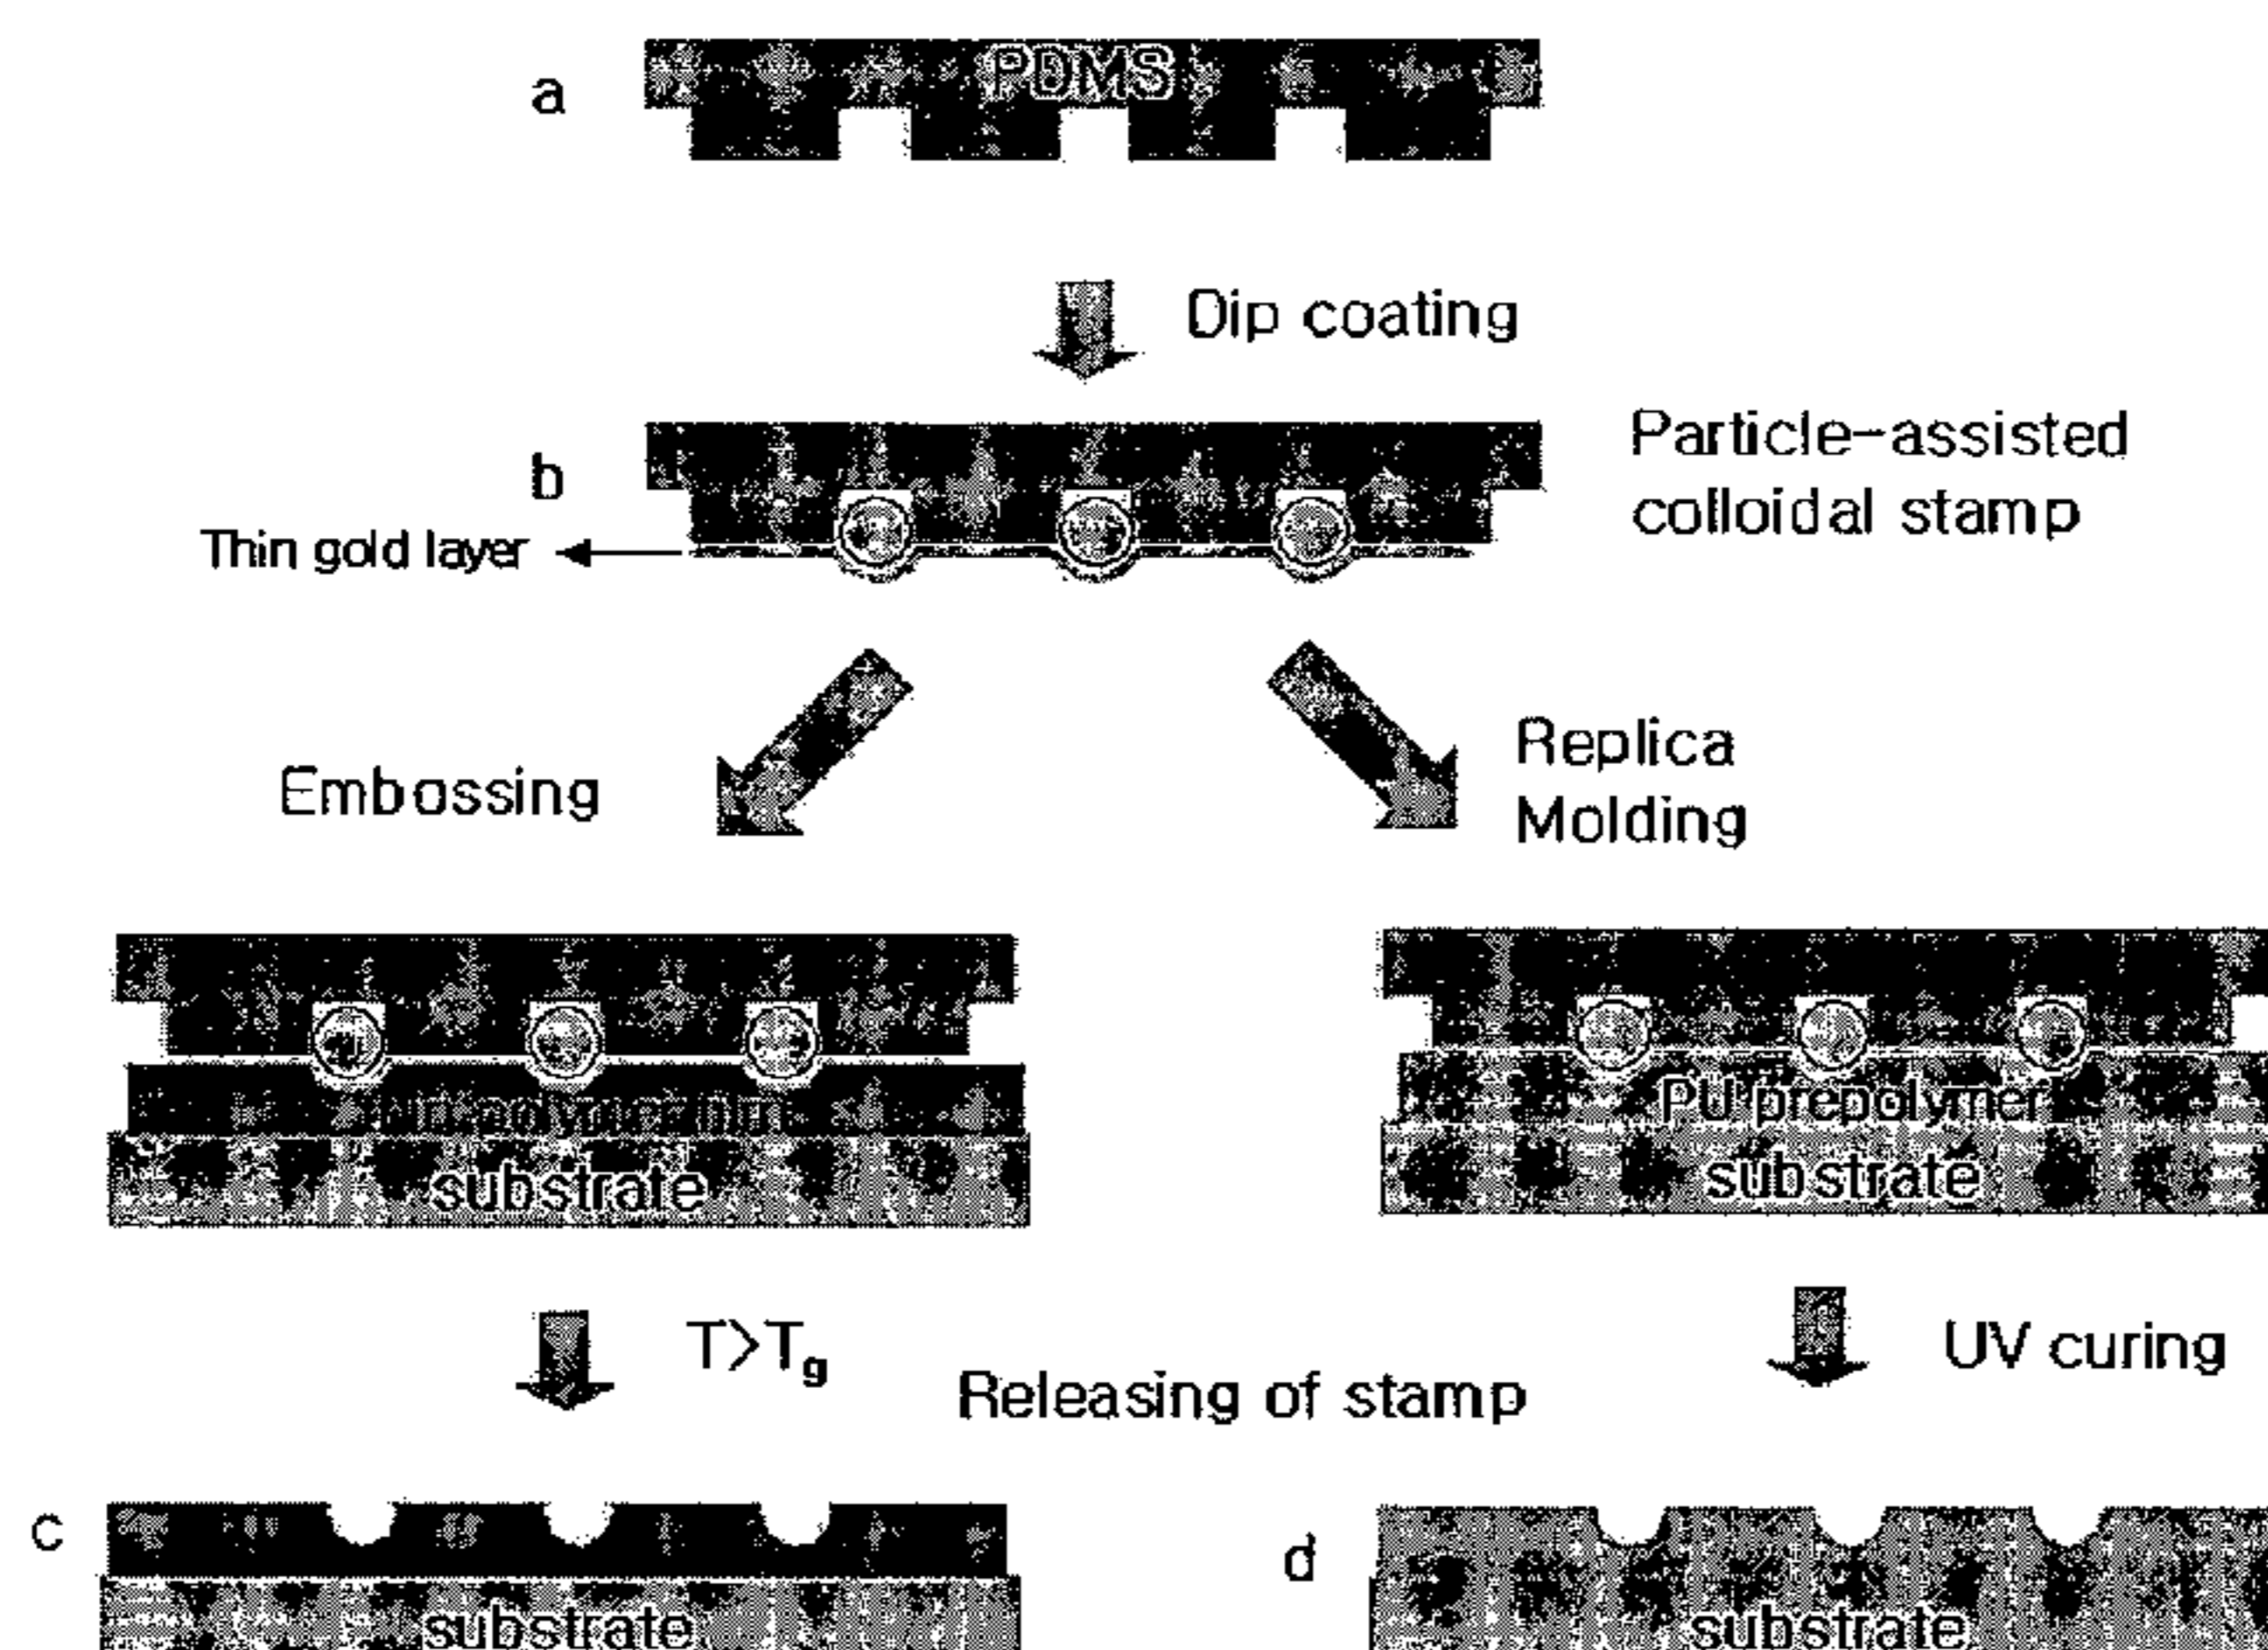 a
PDMS
Dip coating
b
Particle-assisted
colloidal stamp
Thin gold layer
Embossing
Replica
Molding
PU prepolymer
substrate
substrate
T>Tg
UV curing
Releasing of stamp
c
d
substrate
substrate